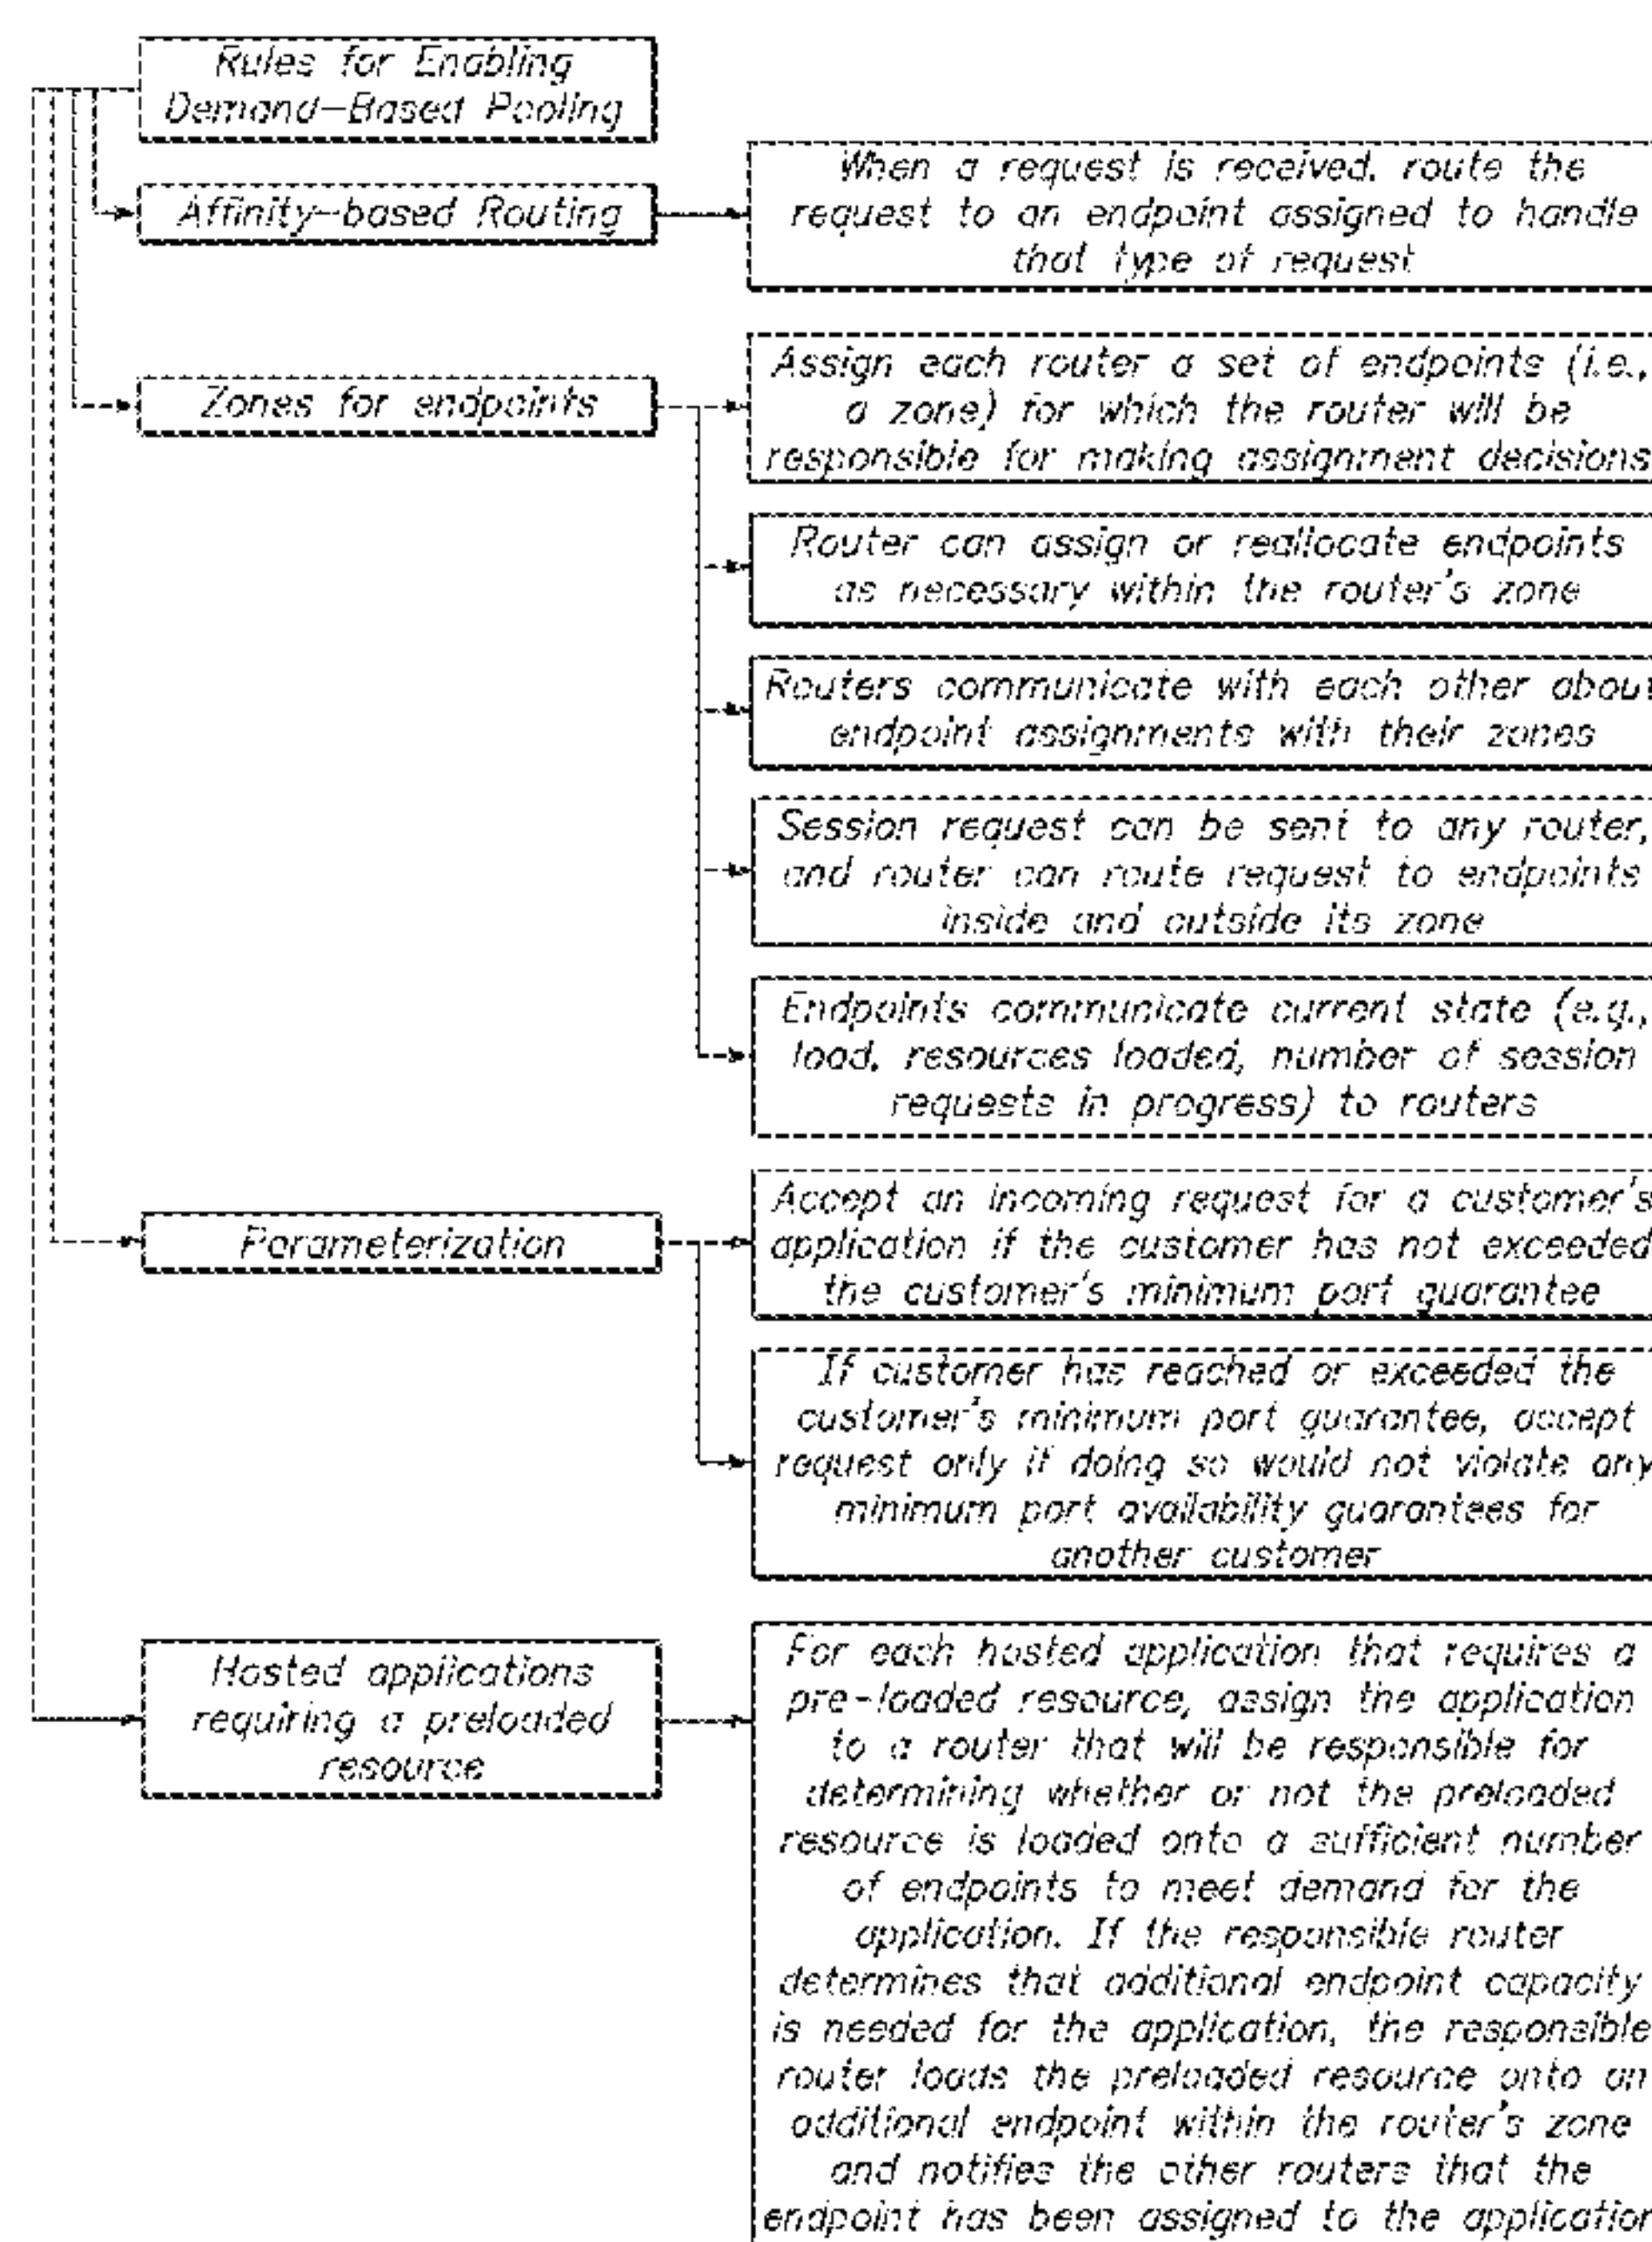 Rules for Enabling
Demand-Based Pooling
Affinity-based Routing
When a request is received, route the
request to an endpoint assigned to handle
that type of request
Zones for endpoints
Assign each router a set of endpoints (i.e.,
a zone) for which the router will be
responsible for making assignment decisions
Router can assign or reallocate endpoints
as necessary within the router's zone
Routers communicate with each other about
endpoint assignments with their zones
Session request can be sent to any router,
and router can route request to endpoints
inside and outside its zone
Endpoints communicate current state (e.g.,
load, resources loaded, number of session
requests in progress) to routers
Parameterization
Accept an incoming request for a customer's
application if the customer has not exceeded
the customer's minimum port guarantee
If customer has reached or exceeded the
customer's minimum port guarantee, accept
request only if doing so would not violate any
minimum port availability guarantees for
another customer
Hosted applications
requiring a preloaded
resource
For each hosted application that requires a
pre-loaded resource, assign the application
to a router that will be responsible for
determining whether or not the preloaded
resource is loaded onto a sufficient number
of endpoints to meet demand for the
application. If the responsible router
determines that additional endpoint capacity
is needed for the application, the responsible
router loads the preloaded resource onto an
additional endpoint within the router's zone
and notifies the other routers that the
endpoint has been assigned to the application